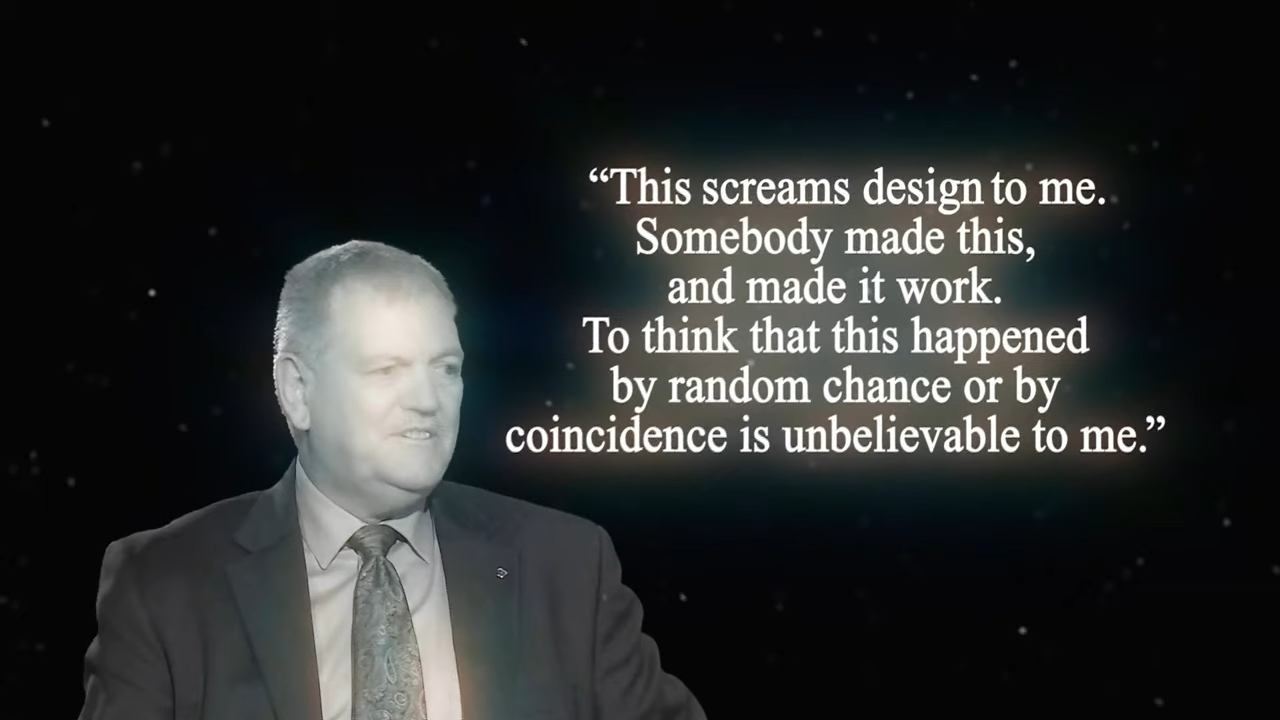 “This screams design to me.
Somebody made this,
and made it work.
To think that this happened
by random chance or by
coincidence is unbelievable to me.”